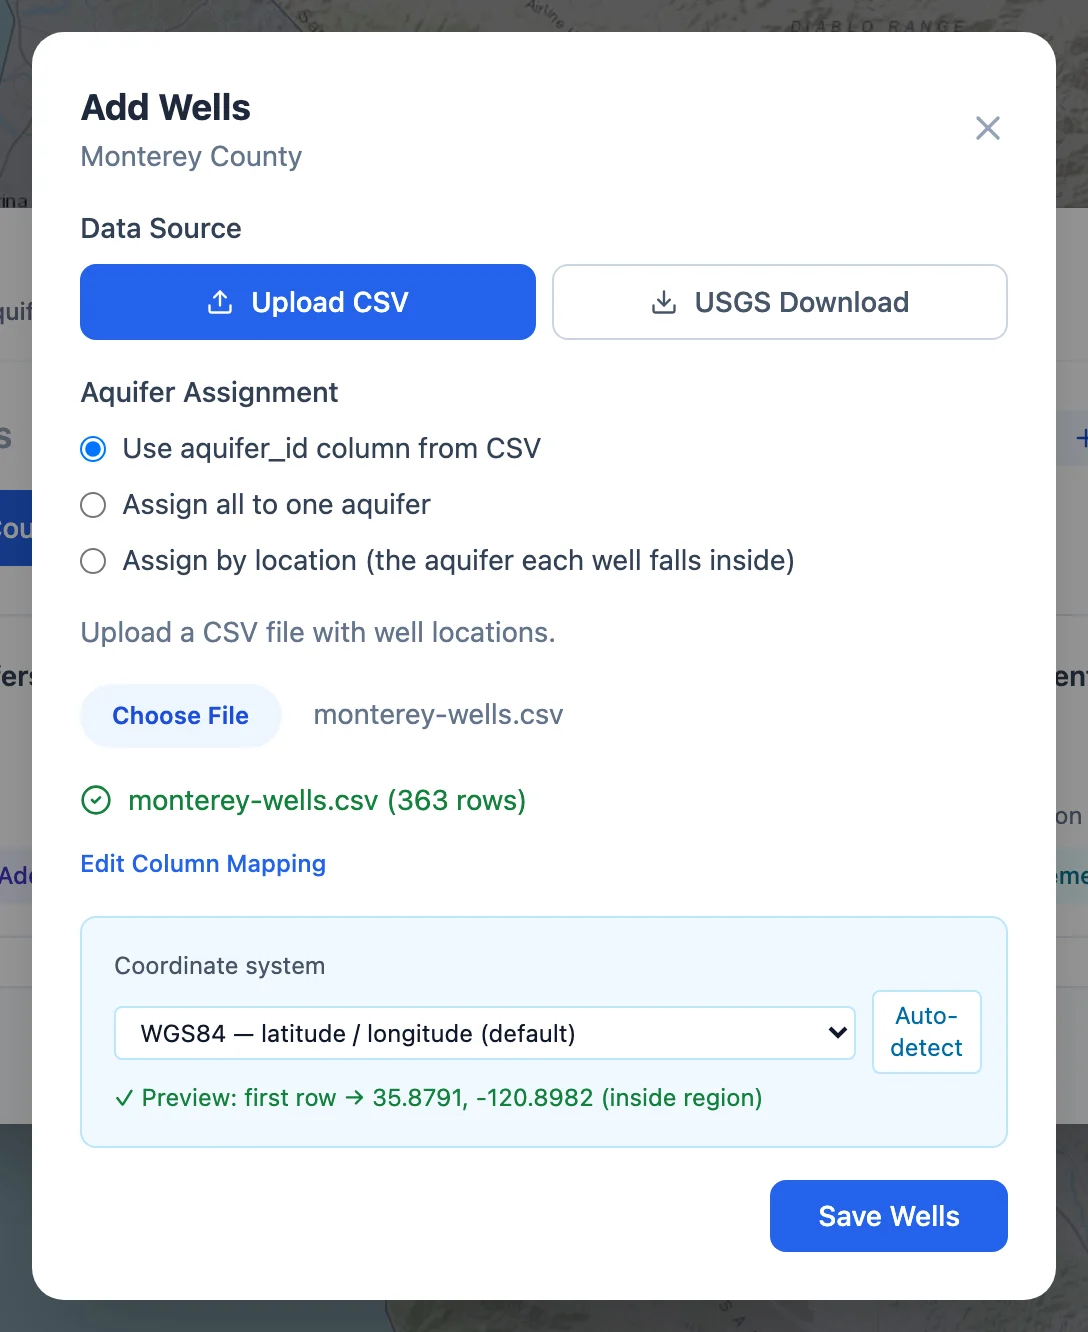 DIABLO RANGE
Add Wells
Monterey County
Data Source
Upload CSV
USGS Download
Aquifer Assignment
Use aquifer_id column from CSV
Assign all to one aquifer
Assign by location (the aquifer each well falls inside)
Upload a CSV file with well locations.
Choose File
monterey-wells.csv
monterey-wells.csv (363 rows)
Edit Column Mapping
Coordinate system
WGS84 — latitude / longitude (default)
Auto-
detect
✓ Preview: first row → 35.8791, -120.8982 (inside region)
Save Wells